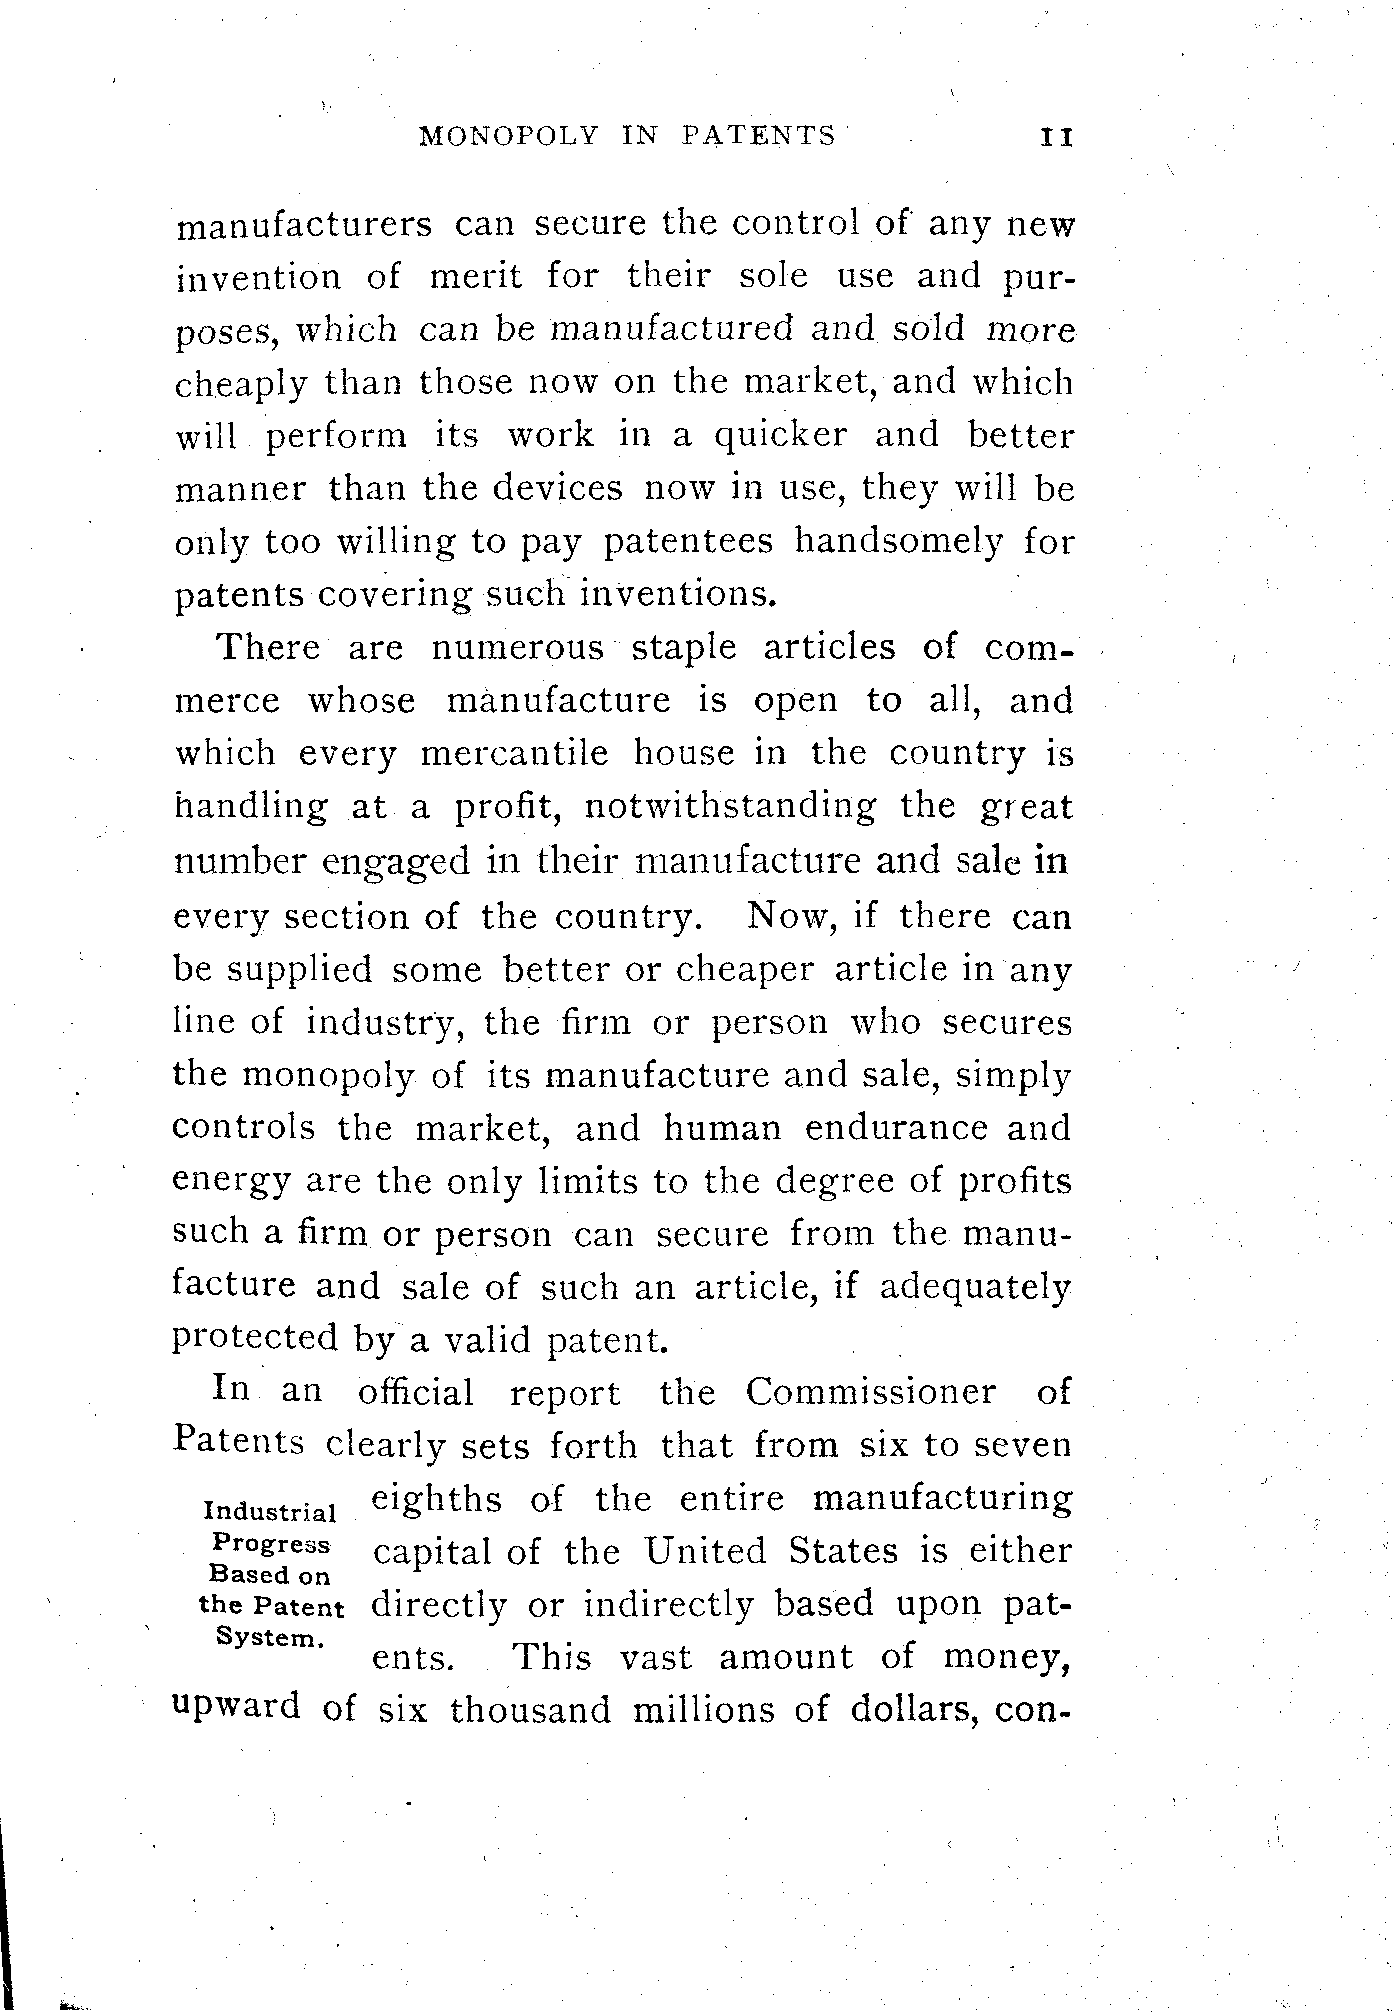 MONOPOLY IN PATENTS 11
manufacturers can secure the control of any new
invention of merit for their sole use and pur-
poses, which can be manufactured and sold more
cheaply than those now on the market, and which
will perform its work in a quicker and better
manner than the devices now in use, they will be
only too willing to pay patentees handsomely for
patents covering such inventions.
There are numerous staple articles of com-
merce whose manufacture is open to all, and
which every mercantile house in the country is
handling at a profit, notwithstanding the great
number engaged in their manufacture and sale in
every section of the country. Now, if there can
be supplied some better or cheaper article in any
line of industry, the firm or person who secures
the monopoly of its manufacture and sale, simply
controls the market, and human endurance and
energy are the only limits to the degree of profits
such a firm or person can secure from the manu-
facture and sale of such an article, if adequately
protected by a valid patent.
In an official report the Commissioner of
Patents clearly sets forth that from six to seven
Industrial
Progress
Based on
the Patent
System.
eighths of the entire manufacturing
capital of the United States is either
directly or indirectly based upon pat-
ents. This vast amount of money,
upward of six thousand millions of dollars, con-